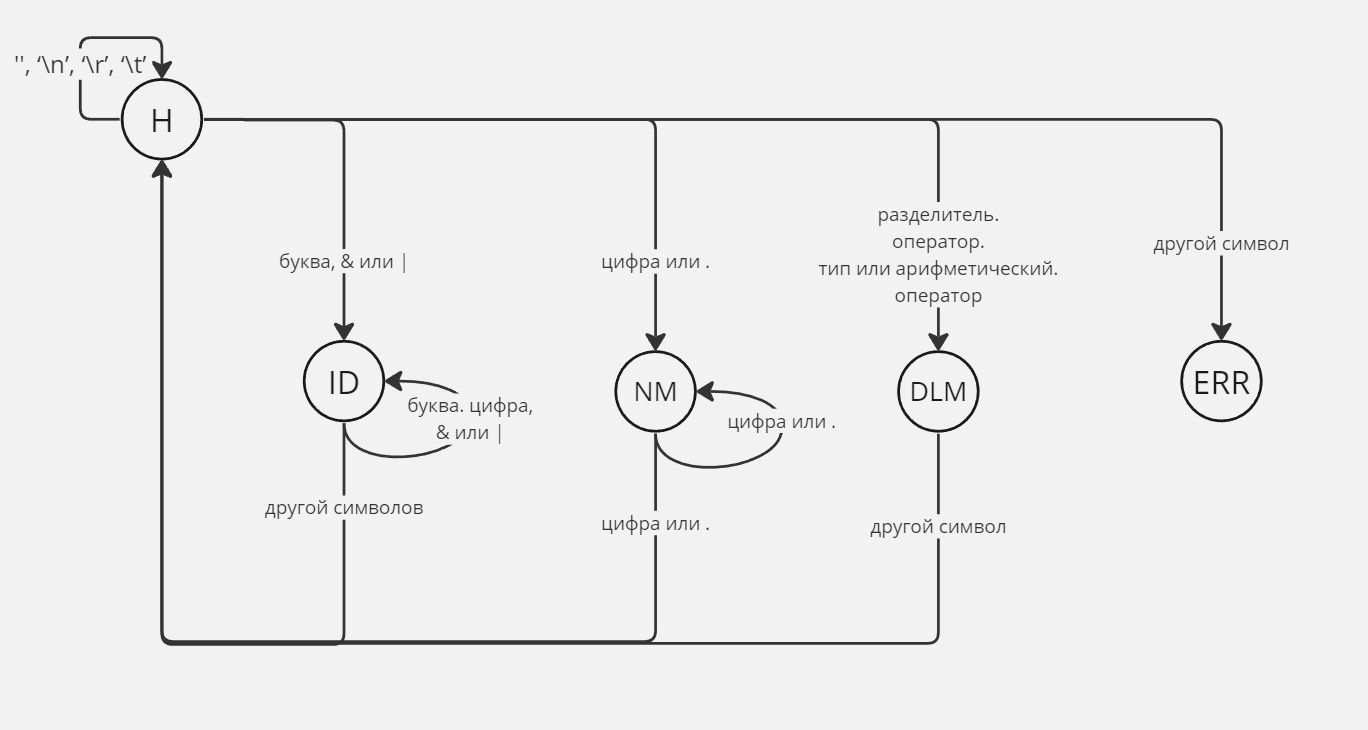 '', ‘\n’, ‘\r’, ‘\t’
H
разделитель.
оператор.
тип или арифметический.
оператор
другой символ
буква, & или |
цифра или .
ID
NM
DLM
ERR
буква. цифра,
& или |
цифра или .
другой символов
цифра или .
другой символ